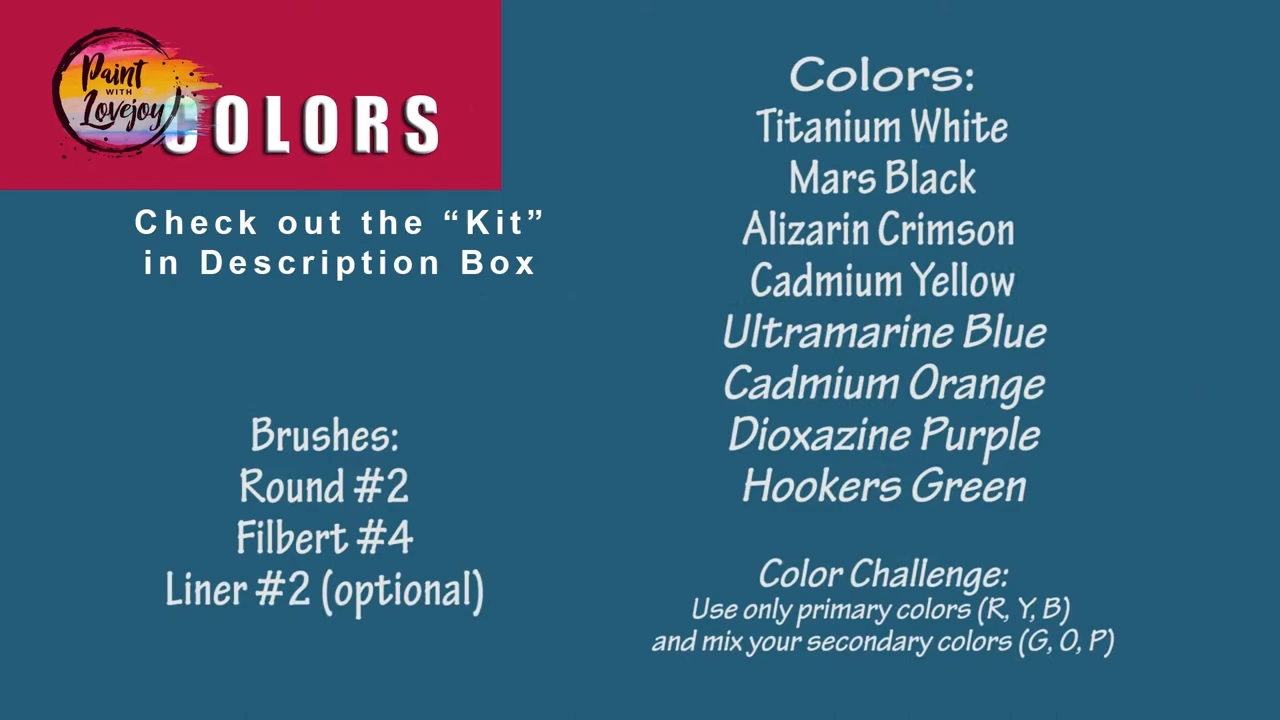 Paint
WITH
Lovejoy
COLORS
Check out the “Kit”
in Description Box
Brushes:
Round #2
Filbert #4
Liner #2 (optional)
Colors:
Titanium White
Mars Black
Alizarin Crimson
Cadmium Yellow
Ultramarine Blue
Cadmium Orange
Dioxazine Purple
Hookers Green
Color Challenge:
Use only primary colors (R, Y, B)
and mix your secondary colors (G, O, P)